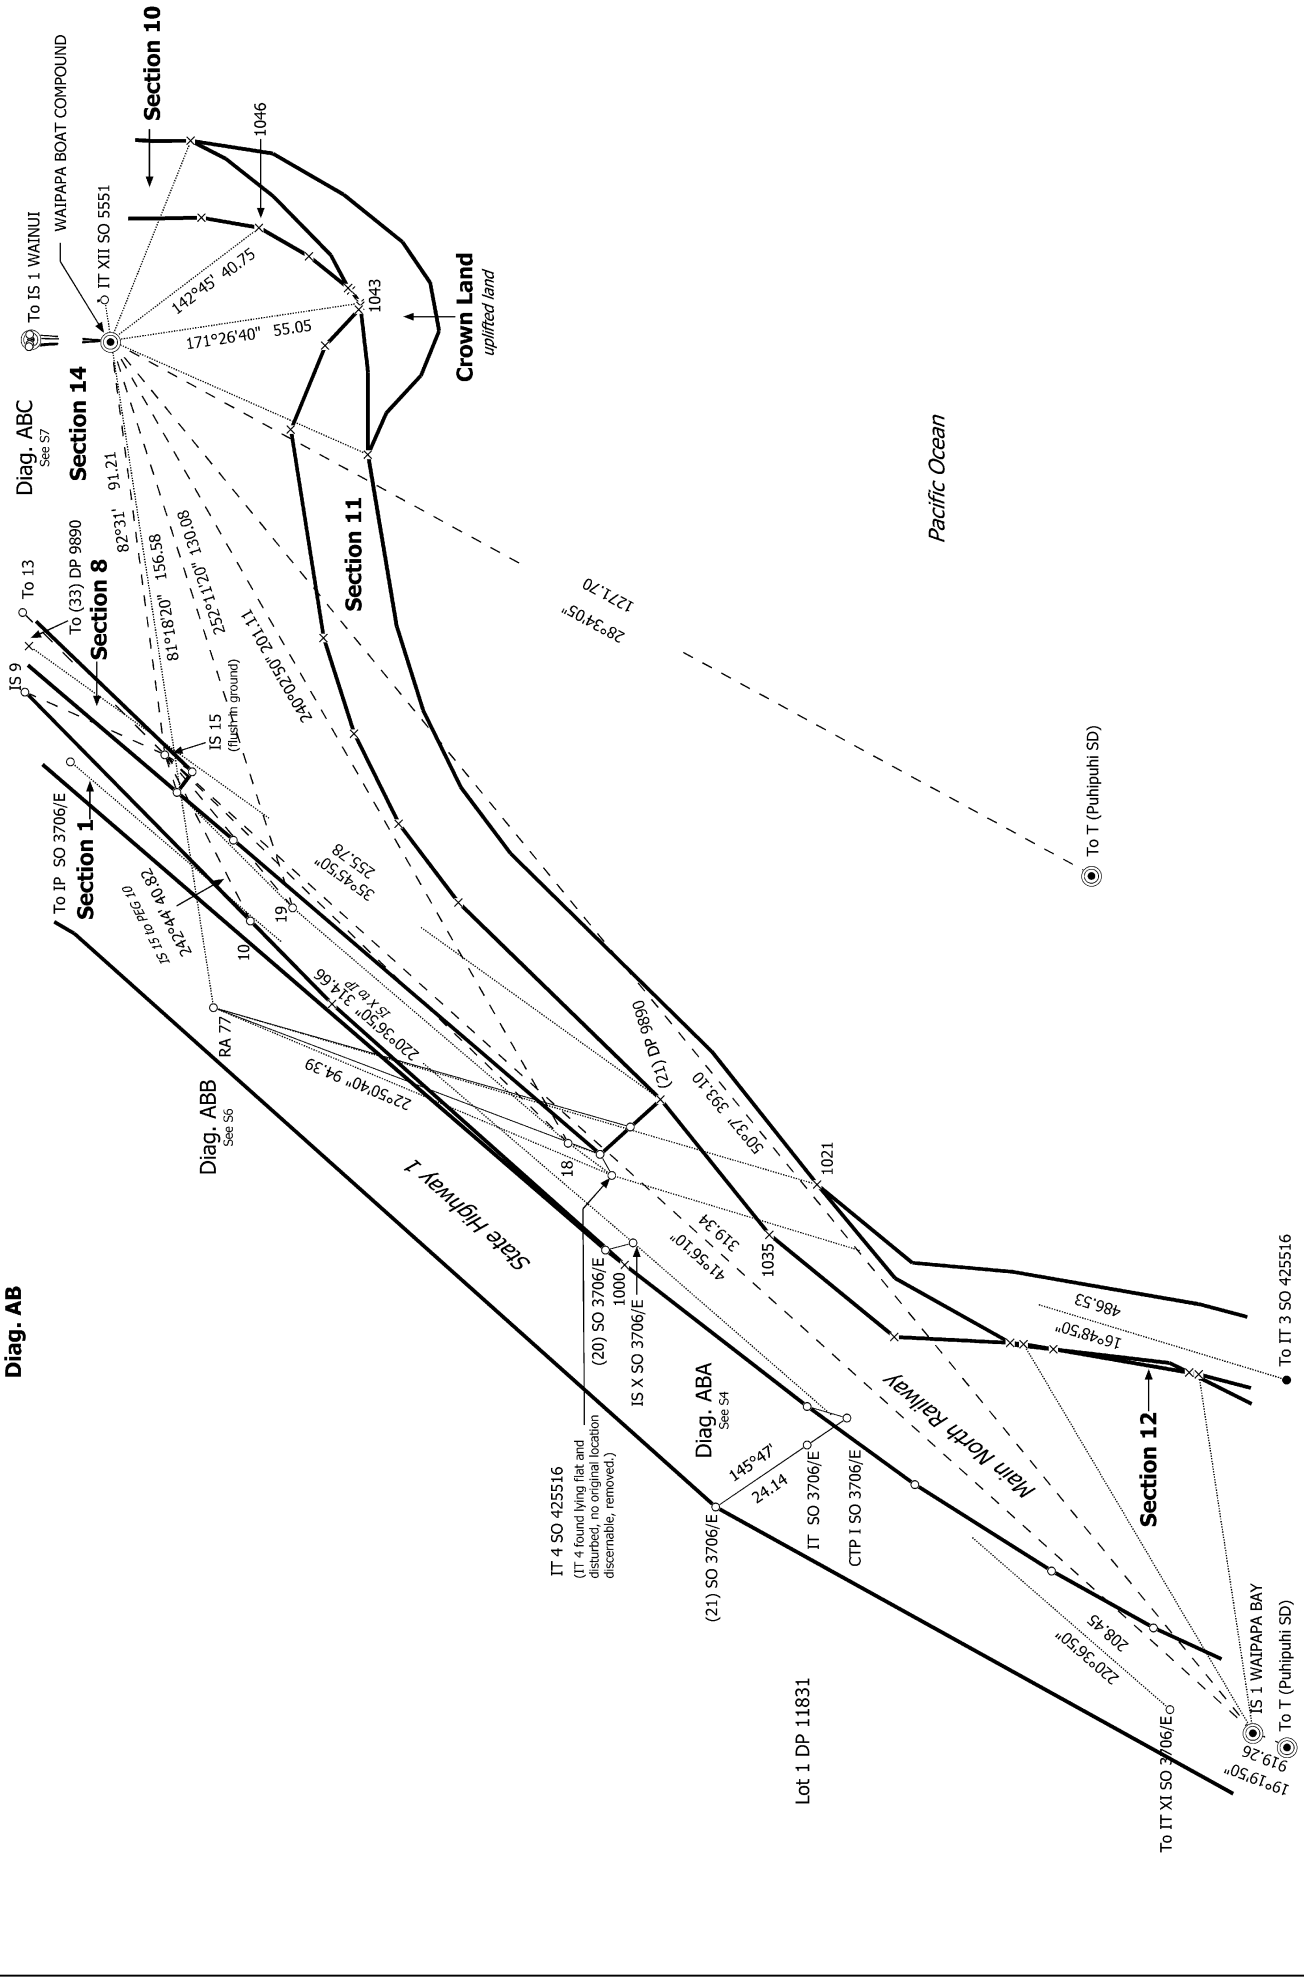 Diag. AB
Section 10
WAIPAPA BOAT COMPOUND
To IS 1 WAINUI
IT XII SO 5551
1046
142°45' 40.75
171°26'40" 55.05
1043
Crown Land
uplifted land
Diag. ABC
See S7
Section 14
82°31' 91.21
81°18'20" 156.58
252°11'20" 130.08
240°02'50" 201.11
To 13
To (33) DP 9890
Section 8
IS 9
IS 15
(flush in ground)
Section 11
28°34'05"
1271.70
Pacific Ocean
To T (Puhipuhi SD)
To IP SO 3706/E
Section 1
IS 15 to PEG 10
242°44' 40.82
10
19
35°45'50"
255.78
220°36'50" 314.66
IS X to IP
RA 77
22°50'40" 94.39
Diag. ABB
See S6
State Highway 1
18
(21) DP 9890
50°37' 393.10
1021
41°56'10"
319.34
1035
(20) SO 3706/E
1000
IS X SO 3706/E
IT 4 SO 425516
(IT 4 found lying flat and
disturbed, no original location
discernable, removed.)
Diag. ABA
See S4
145°47'
24.14
(21) SO 3706/E
IT SO 3706/E
CTP I SO 3706/E
Main North Railway
16°48'50"
486.53
To IT 3 SO 425516
Section 12
220°36'50"
208.45
Lot 1 DP 11831
To IT XI SO 3706/E
IS 1 WAIPAPA BAY
To T (Puhipuhi SD)
19°19'50"
919.26